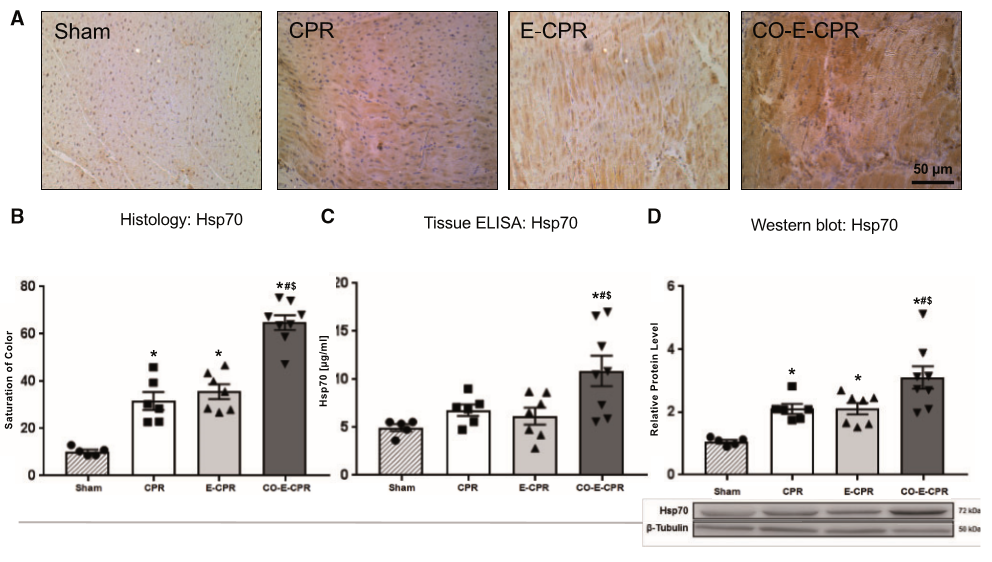 A
Sham
CPR
E-CPR
CO-E-CPR
50 µm
B
Histology: Hsp70
Saturation of Color
80
60
40
20
0
*
*
*#$
Sham
CPR
E-CPR
CO-E-CPR
C
Tissue ELISA: Hsp70
Hsp70 [µg/ml]
20
15
10
5
0
*#$
Sham
CPR
E-CPR
CO-E-CPR
D
Western blot: Hsp70
Relative Protein Level
6
4
2
0
*
*
*#$
Sham
CPR
E-CPR
CO-E-CPR
Hsp70
72 kDa
β-Tubulin
50 kDa